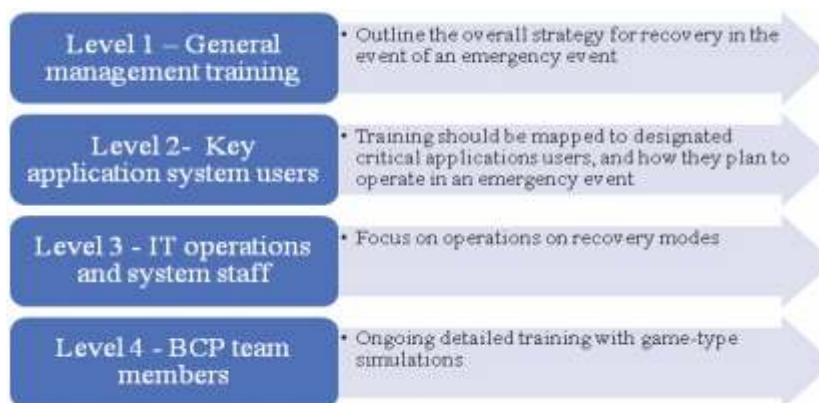 Level 1 – General
management training
• Outline the overall strategy for recovery in the
event of an emergency event
Level 2- Key
application system users
• Training should be mapped to designated
critical applications users, and how they plan to
operate in an emergency event
Level 3 - IT operations
and system staff
• Focus on operations on recovery modes
Level 4 - BCP team
members
• Ongoing detailed training with game-type
simulations